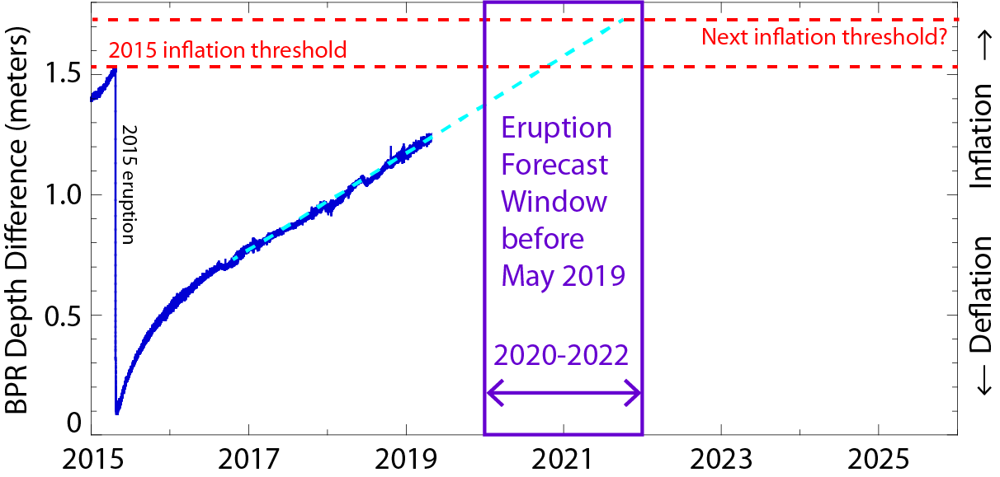 BPR Depth Difference (meters)
1.5
1.0
0.5
0
2015 inflation threshold
Next inflation threshold?
2015 eruption
Eruption
Forecast
Window
before
May 2019
2020-2022
← Deflation Inflation →
2015
2017
2019
2021
2023
2025